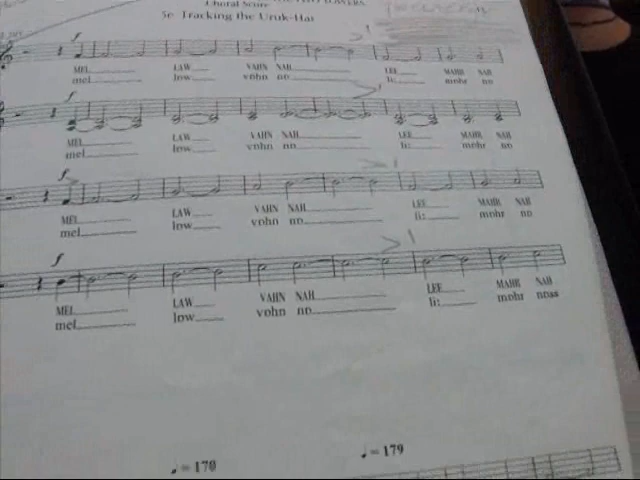 Choral Score
5e Tracking the Uruk-Hai
f
MEL LAW VAHN NAH LEE MAHR NAH
mel low vohn no li: mohr no
f
MEL LAW VAHN NAH LEE MAHR NAH
mel low vohn no li: mohr no
f
MEL LAW VAHN NAH LEE MAHR NAH
mel low vohn no li: mohr no
f
MEL LAW VAHN NAH LEE MAHR NAH
mel low vohn no li: mohr noss
♩ = 170 ♩ = 179